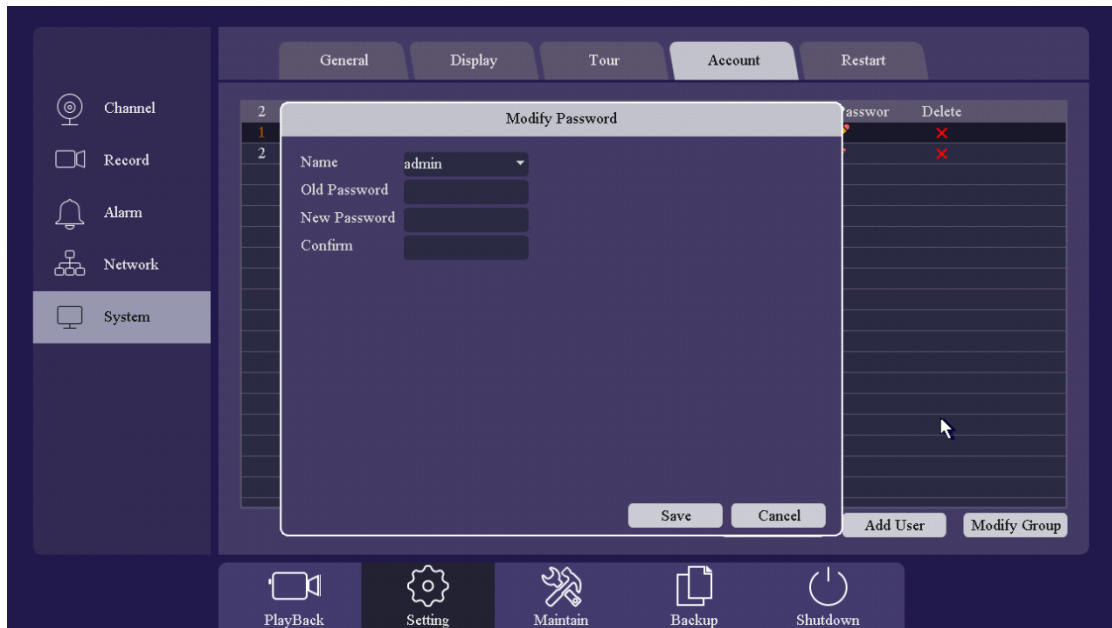 General Display Tour Account Restart
Channel
Record
Alarm
Network
System
2 asswor Delete
1
2
Modify Password
Name admin
Old Password
New Password
Confirm
Save Cancel
Add User Modify Group
PlayBack Setting Maintain Backup Shutdown